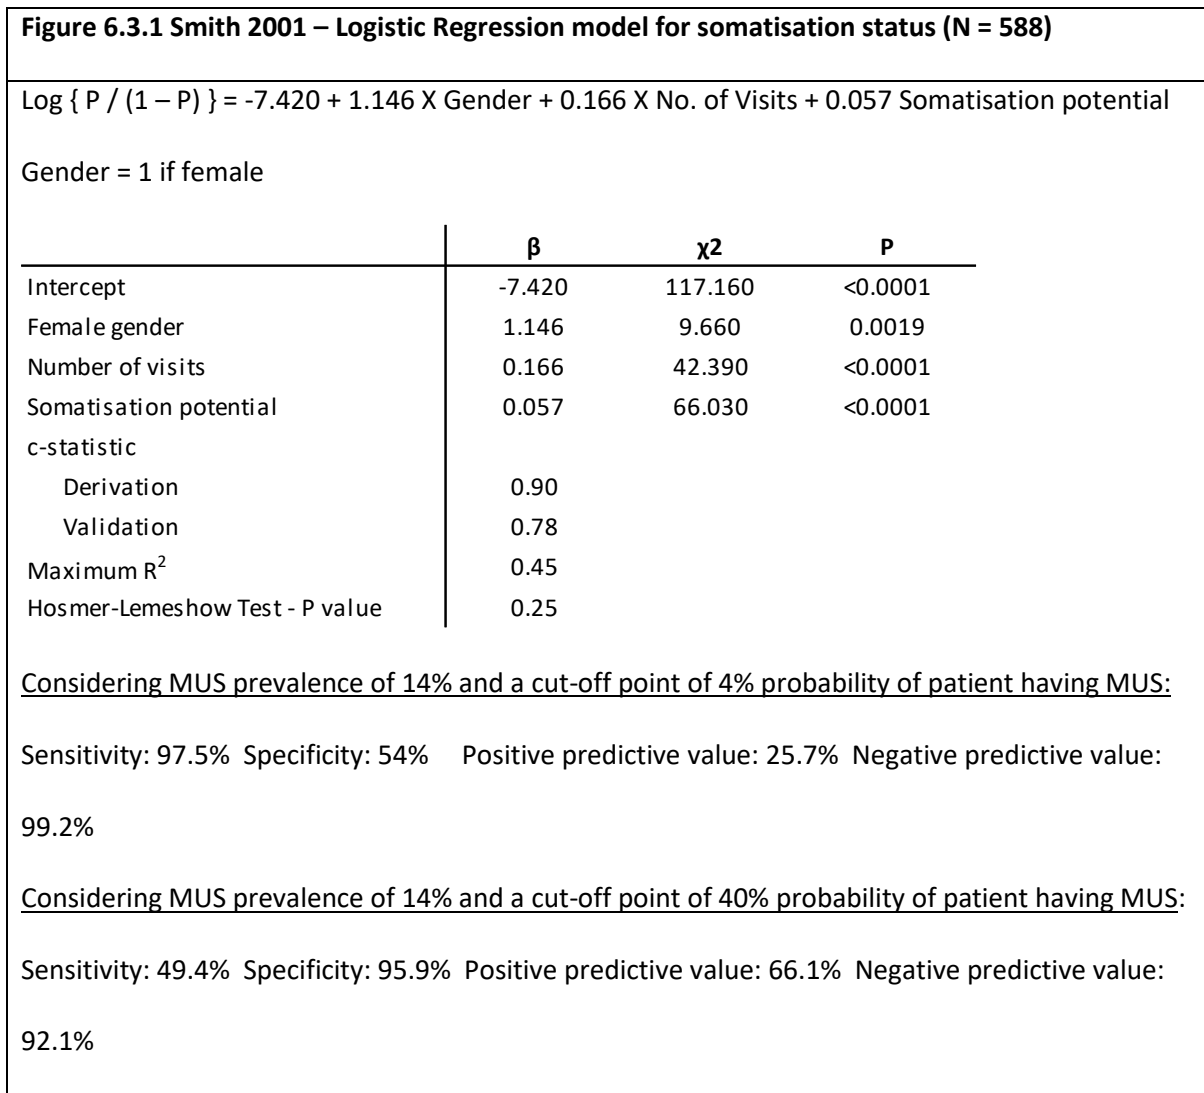 Figure 6.3.1 Smith 2001 – Logistic Regression model for somatisation status (N = 588)
Log { P / (1 – P) } = -7.420 + 1.146 X Gender + 0.166 X No. of Visits + 0.057 Somatisation potential
Gender = 1 if female
β χ2 P
Intercept -7.420 117.160 <0.0001
Female gender 1.146 9.660 0.0019
Number of visits 0.166 42.390 <0.0001
Somatisation potential 0.057 66.030 <0.0001
c-statistic
Derivation 0.90
Validation 0.78
Maximum R2 0.45
Hosmer-Lemeshow Test - P value 0.25
Considering MUS prevalence of 14% and a cut-off point of 4% probability of patient having MUS:
Sensitivity: 97.5% Specificity: 54% Positive predictive value: 25.7% Negative predictive value:
99.2%
Considering MUS prevalence of 14% and a cut-off point of 40% probability of patient having MUS:
Sensitivity: 49.4% Specificity: 95.9% Positive predictive value: 66.1% Negative predictive value:
92.1%